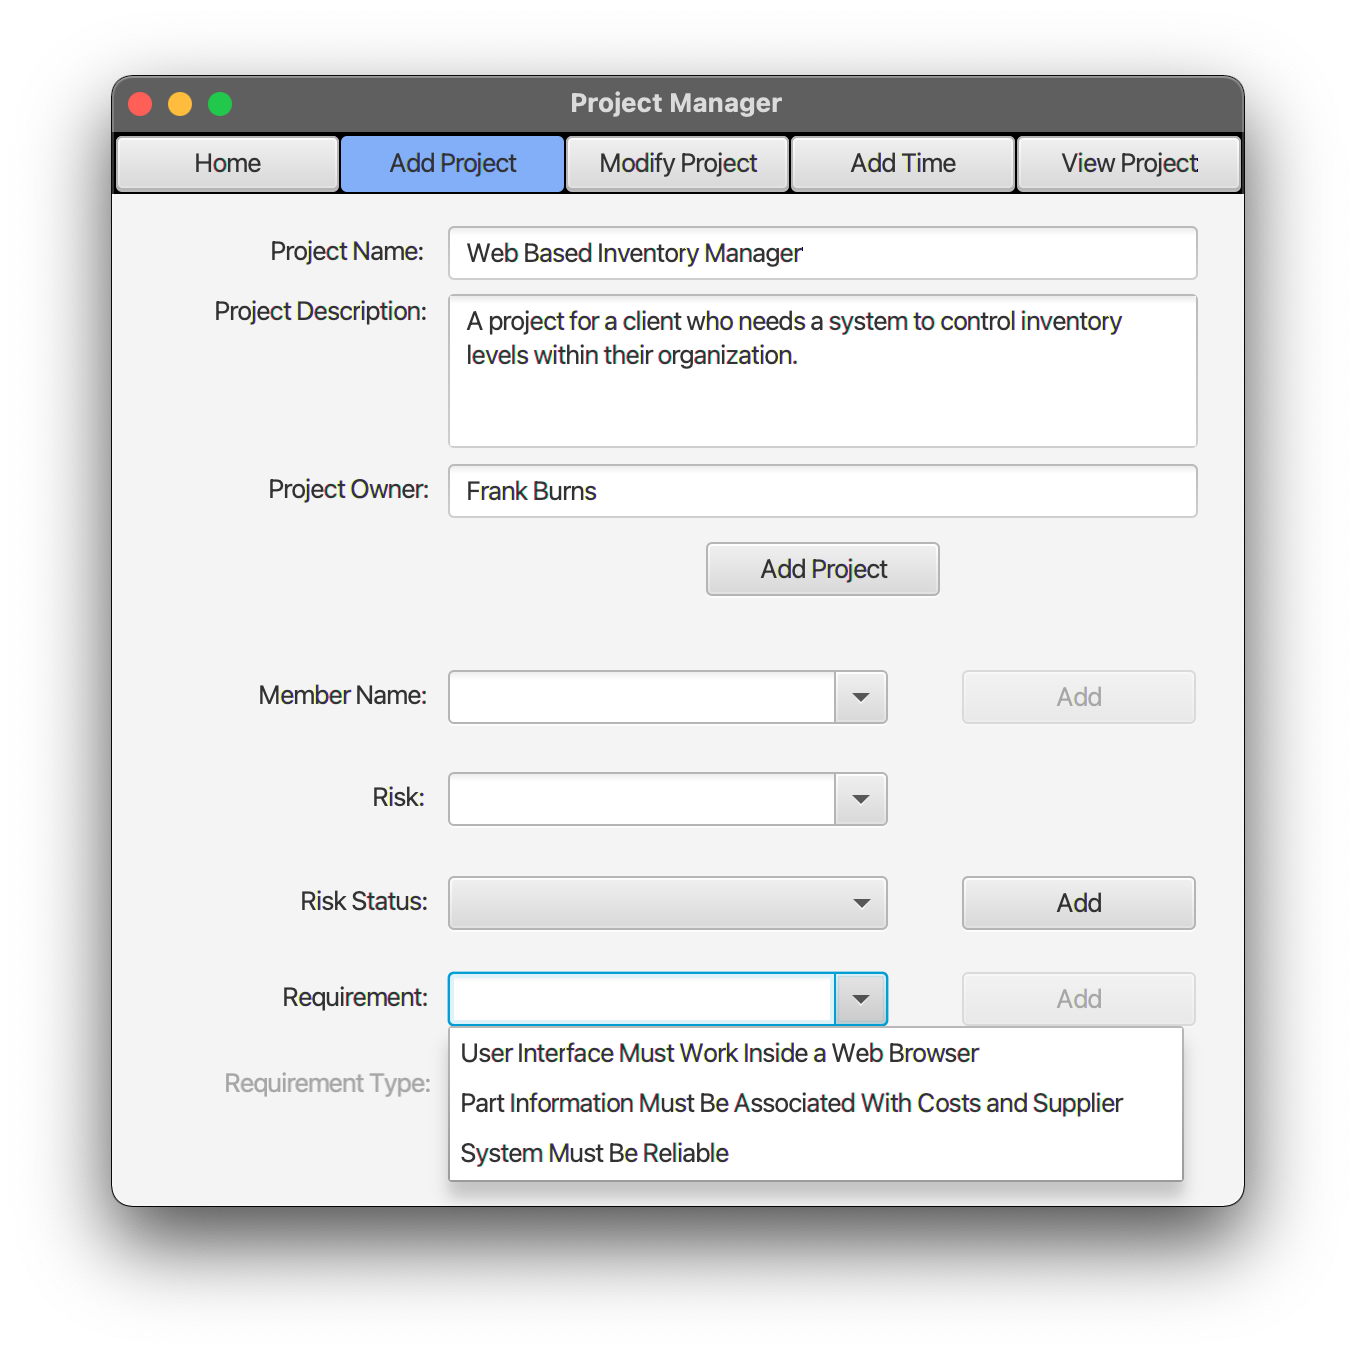 Project Manager
Home
Add Project
Modify Project
Add Time
View Project
Project Name:
Web Based Inventory Manager
Project Description:
A project for a client who needs a system to control inventory
levels within their organization.
Project Owner:
Frank Burns
Add Project
Member Name:
Add
Risk:
Risk Status:
Add
Requirement:
Add
User Interface Must Work Inside a Web Browser
Requirement Type:
Part Information Must Be Associated With Costs and Supplier
System Must Be Reliable